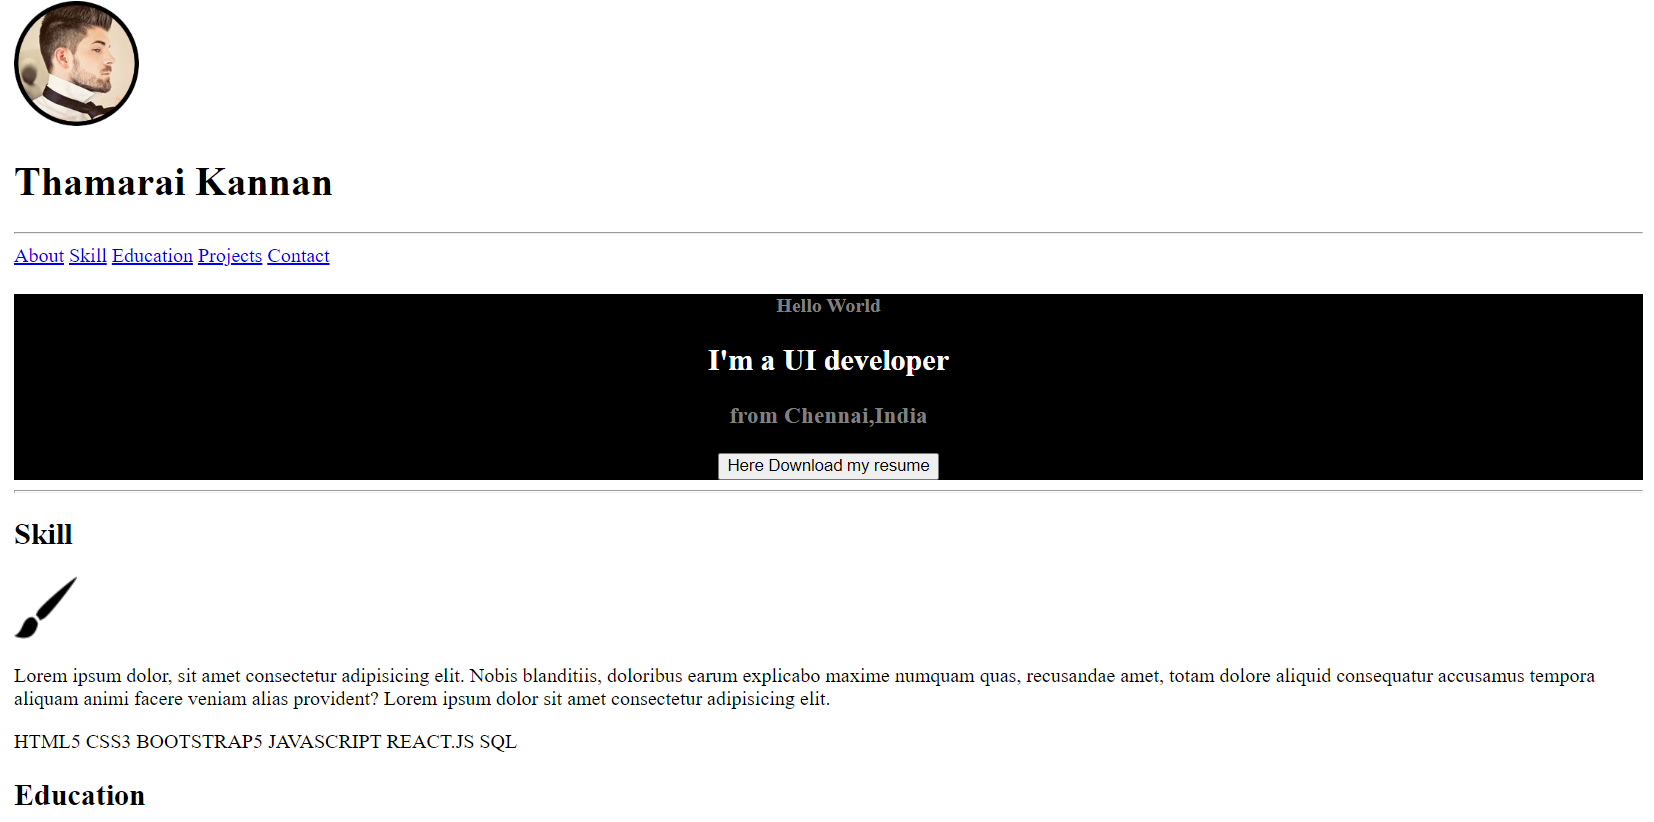 Thamarai Kannan
About Skill Education Projects Contact
Hello World
I'm a UI developer
from Chennai,India
Here Download my resume
Skill
Lorem ipsum dolor, sit amet consectetur adipisicing elit. Nobis blanditiis, doloribus earum explicabo maxime numquam quas, recusandae amet, totam dolore aliquid consequatur accusamus tempora
aliquam animi facere veniam alias provident? Lorem ipsum dolor sit amet consectetur adipisicing elit.
HTML5 CSS3 BOOTSTRAP5 JAVASCRIPT REACT.JS SQL
Education